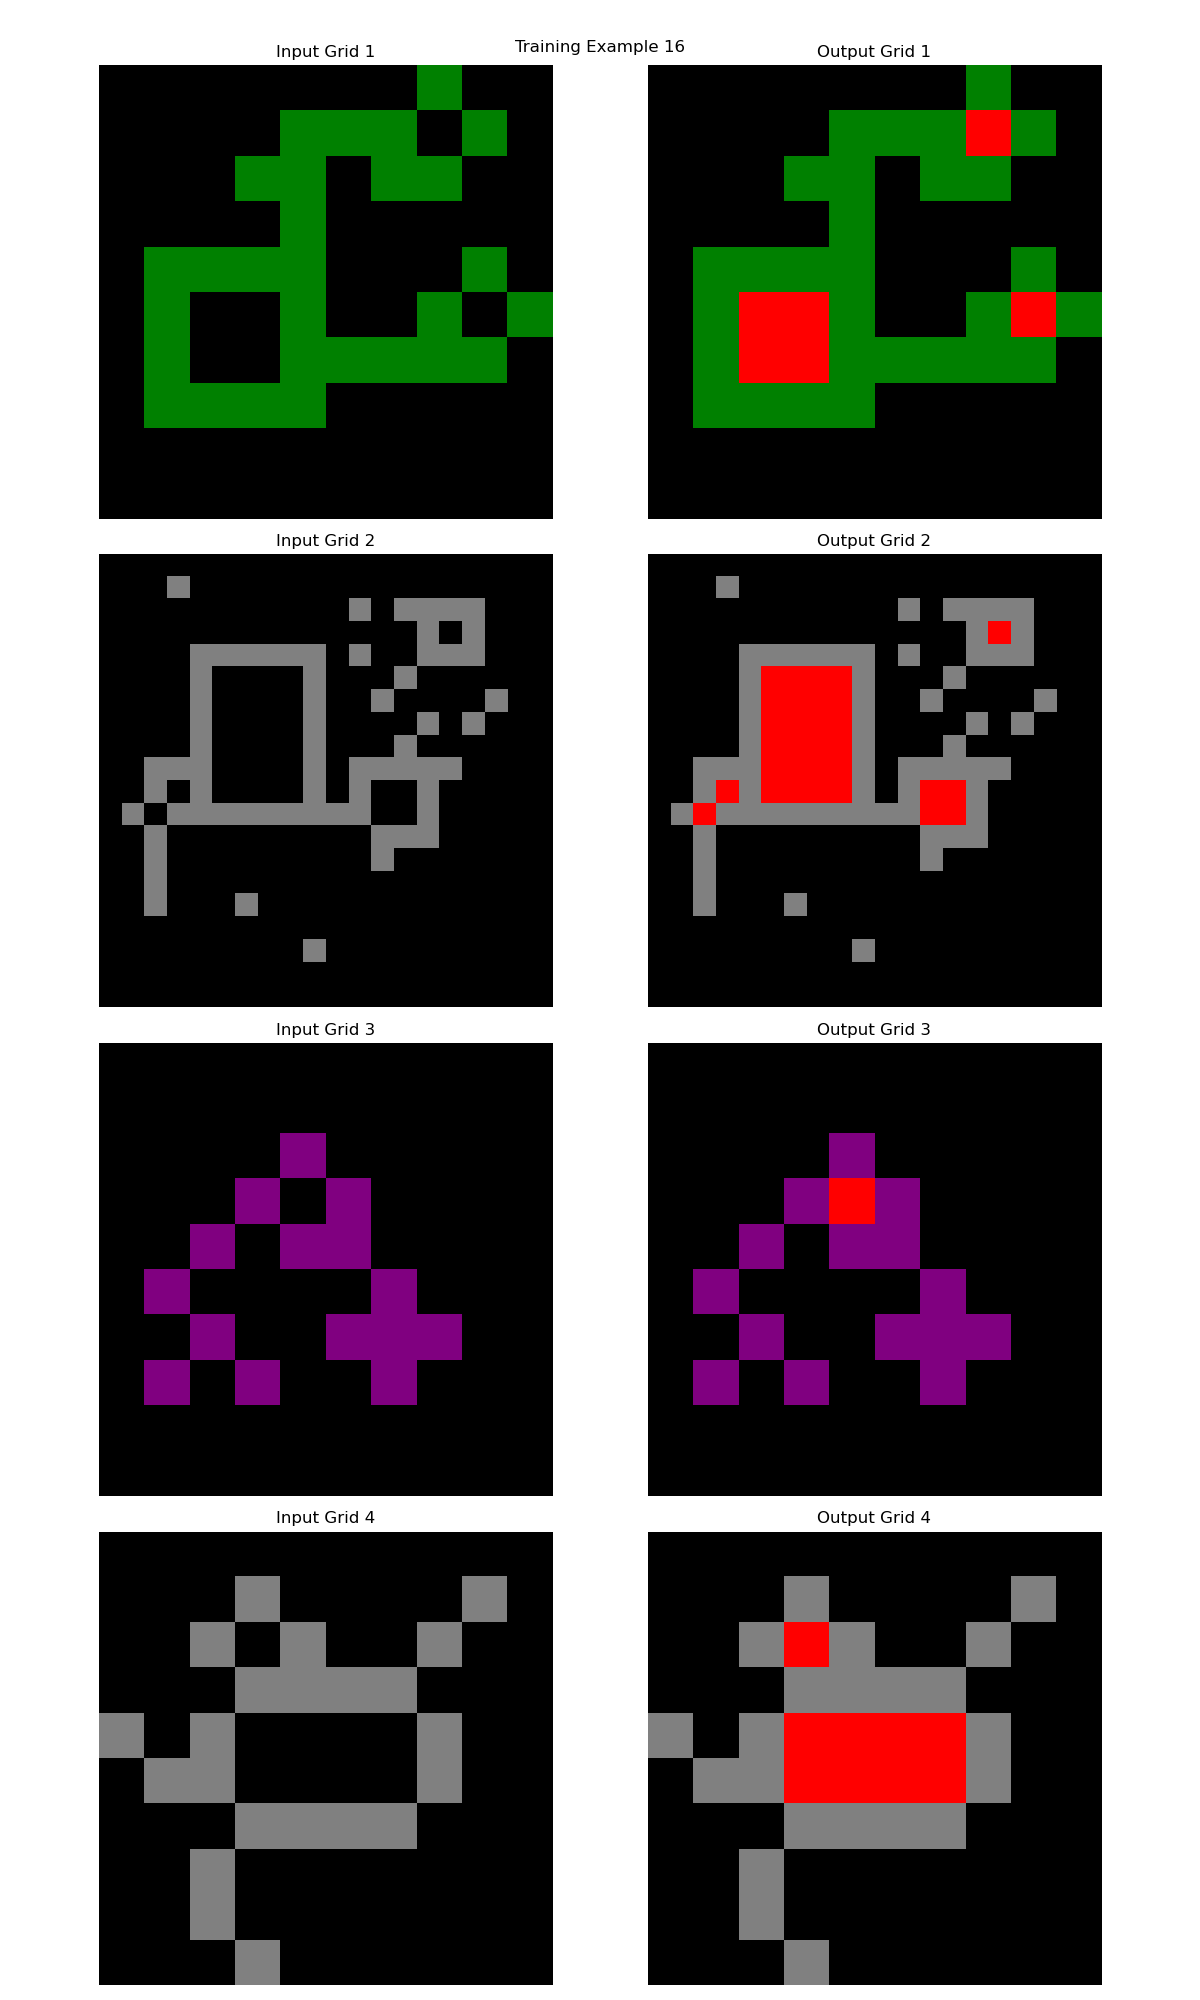 Training Example 16
Input Grid 1
Output Grid 1
Input Grid 2
Output Grid 2
Input Grid 3
Output Grid 3
Input Grid 4
Output Grid 4